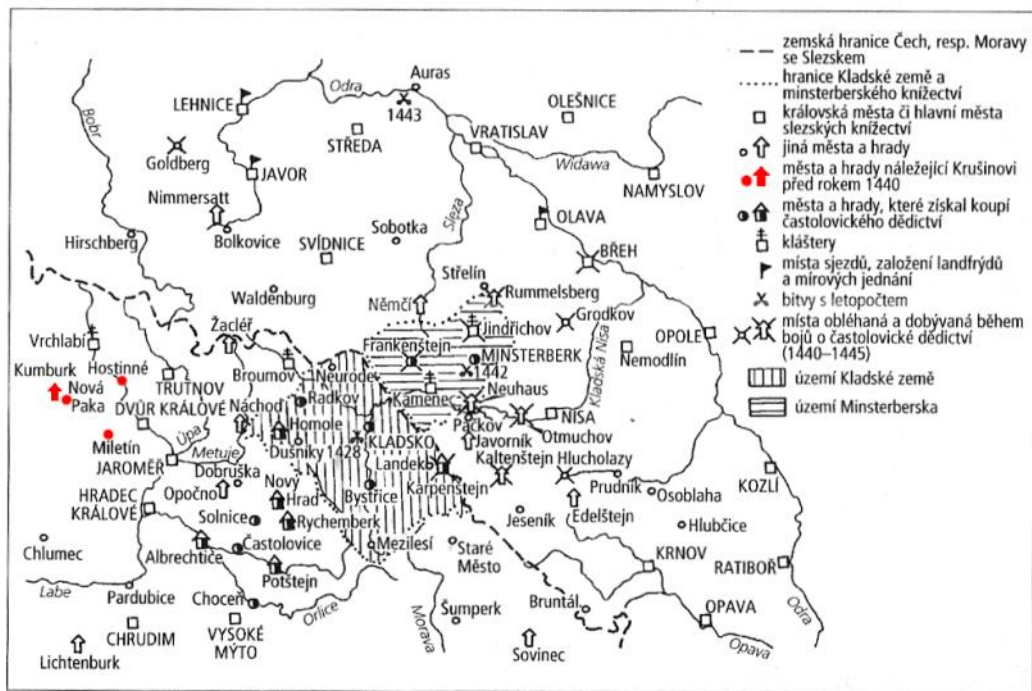 zemská hranice Čech, resp. Moravy
se Slezskem
hranice Kladské země a
minsterberského knížectví
královská města či hlavní města
slezských knížectví
jiná města a hrady
města a hrady náležející Krušinovi
před rokem 1440
města a hrady, které získal koupí
častolovického dědictví
kláštery
místa sjezdů, založení landfrýdů
a mírových jednání
bitvy s letopočtem
místa obléhaná a dobývaná během
bojů o častolovické dědictví
(1440–1445)
území Kladské země
území Minsterberska
Auras
Odra
1443
LEHNICE
OLEŠNICE
Bobr
STŘEDA
VRATISLAV
Goldberg
Widawa
JAVOR
NAMYSLOV
Nimmersatt
Sleza
OLAVA
Hirschberg
Bolkovice
Sobotka
SVÍDNICE
BŘEH
Střelín
Waldenburg
Němčí
Rummelsberg
Grodkov
Žacléř
Jindřichov
OPOLE
Vrchlabí
Frankenštejn
MINSTERBERK
Kladská Nisa
Nemodlín
Kumburk
Hostinné
Broumov
Neurode
1442
Nová
Paka
TRUTNOV
Radkov
Kamenec
Neuhaus
DVŮR KRÁLOVÉ
Náchod
Homole
NISA
Úpa
KLADSKO
Pačkov
Otmuchov
Miletín
Metuje
Dušníky
1428
Javorník
JAROMĚŘ
Dobruška
Landek
Kaltenštejn
Hlucholazy
KOZLÍ
Opočno
Nový
Hrad
Bystřice
Karpenštejn
Prudník
Osoblaha
HRADEC
KRÁLOVÉ
Solnice
Rychemberk
Jeseník
Edelštejn
Hlubčice
Chlumec
Albrechtice
Častolovice
Mezilesí
Staré
Město
KRNOV
RATIBOŘ
Potštejn
Labe
Pardubice
Choceň
Orlice
Morava
Šumperk
Bruntál
OPAVA
Odra
CHRUDIM
VYSOKÉ
MÝTO
Lichtenburk
Sovinec
Opava